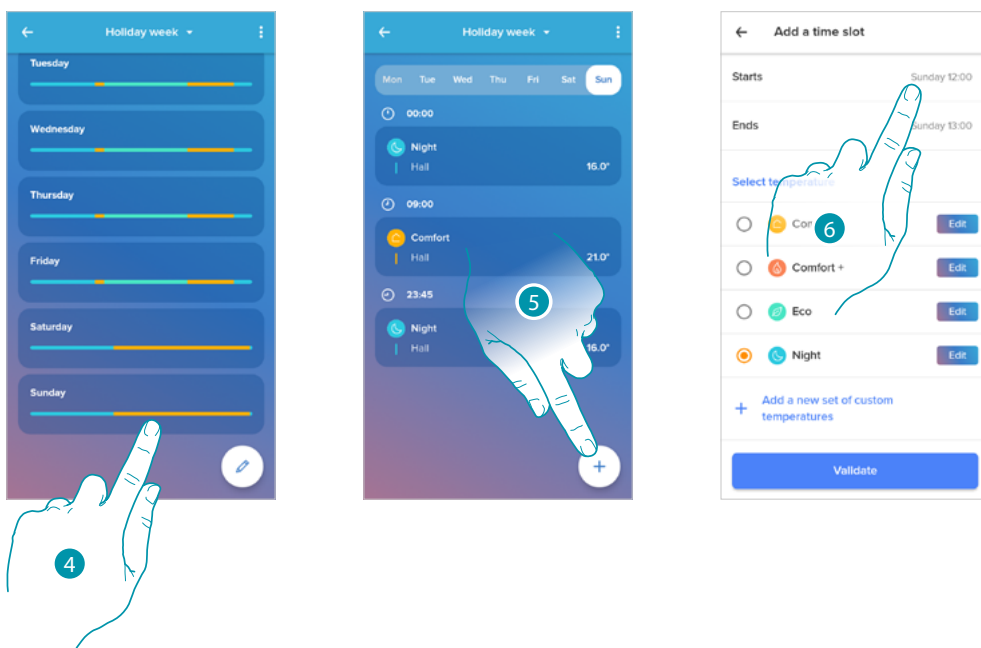 Holiday week
Tuesday
Wednesday
Thursday
Friday
Saturday
Sunday
4
Holiday week
Mon Tue Wed Thu Fri Sat Sun
00:00
Night
Hall 16.0°
09:00
Comfort
Hall 21.0°
23:45
Night
Hall 16.0°
5
Add a time slot
Starts Sunday 12:00
Ends Sunday 13:00
Select temperature
Edit
6
Comfort + Edit
Eco Edit
Night Edit
Add a new set of custom
temperatures
Validate